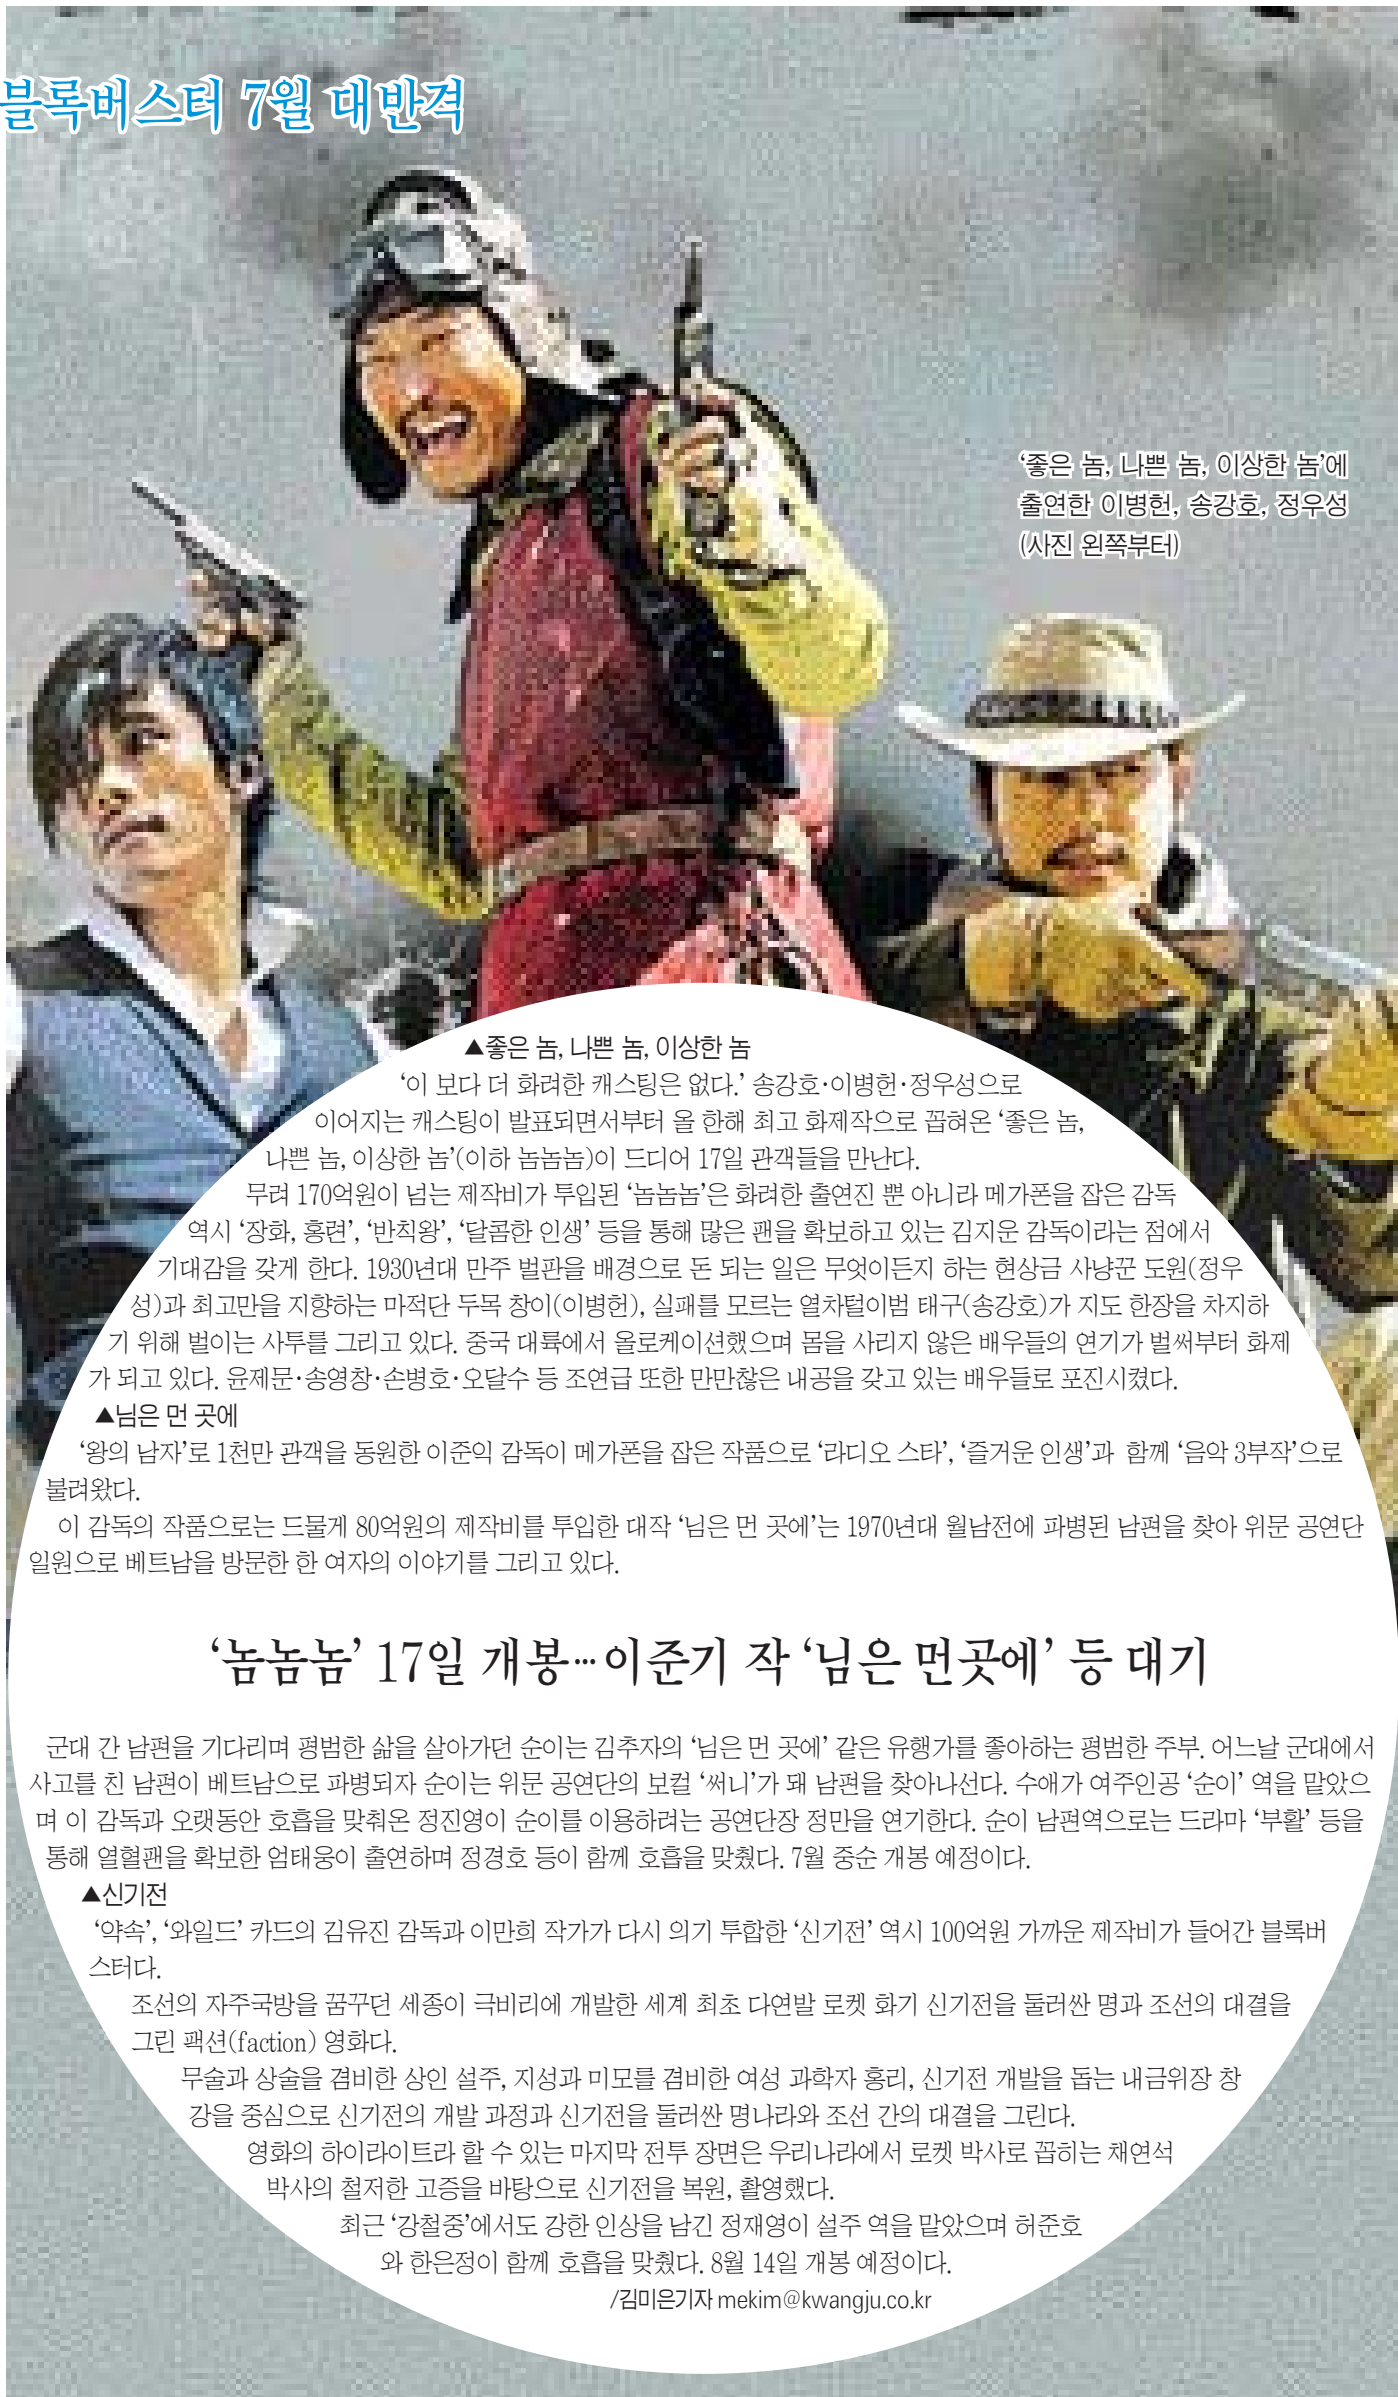 블록버스터 7월 대반격
‘좋은 놈, 나쁜 놈, 이상한 놈’에
출연한 이병헌, 송강호, 정우성
(사진 왼쪽부터)
▲좋은 놈, 나쁜 놈, 이상한 놈
‘이 보다 더 화려한 캐스팅은 없다.’ 송강호·이병헌·정우성으로
이어지는 캐스팅이 발표되면서부터 올 한해 최고 화제작으로 꼽혀온 ‘좋은 놈,
나쁜 놈, 이상한 놈’(이하 놈놈놈)이 드디어 17일 관객들을 만난다.
무려 170억원이 넘는 제작비가 투입된 ‘놈놈놈’은 화려한 출연진 뿐 아니라 메가폰을 잡은 감독
역시 ‘장화, 홍련’, ‘반칙왕’, ‘달콤한 인생’ 등을 통해 많은 팬을 확보하고 있는 김지운 감독이라는 점에서
기대감을 갖게 한다. 1930년대 만주 벌판을 배경으로 돈 되는 일은 무엇이든지 하는 현상금 사냥꾼 도원(정우
성)과 최고만을 지향하는 마적단 두목 창이(이병헌), 실패를 모르는 열차털이범 태구(송강호)가 지도 한장을 차지하
기 위해 벌이는 사투를 그리고 있다. 중국 대륙에서 올로케이션했으며 몸을 사리지 않은 배우들의 연기가 벌써부터 화제
가 되고 있다. 윤제문·송영창·손병호·오달수 등 조연급 또한 만만찮은 내공을 갖고 있는 배우들로 포진시켰다.
▲님은 먼 곳에
‘왕의 남자’로 1천만 관객을 동원한 이준익 감독이 메가폰을 잡은 작품으로 ‘라디오 스타’, ‘즐거운 인생’과 함께 ‘음악 3부작’으로
불려왔다.
이 감독의 작품으로는 드물게 80억원의 제작비를 투입한 대작 ‘님은 먼 곳에’는 1970년대 월남전에 파병된 남편을 찾아 위문 공연단
일원으로 베트남을 방문한 한 여자의 이야기를 그리고 있다.
‘놈놈놈’ 17일 개봉…이준기 작 ‘님은 먼곳에’ 등 대기
군대 간 남편을 기다리며 평범한 삶을 살아가던 순이는 김추자의 ‘님은 먼 곳에’ 같은 유행가를 좋아하는 평범한 주부. 어느날 군대에서
사고를 친 남편이 베트남으로 파병되자 순이는 위문 공연단의 보컬 ‘써니’가 돼 남편을 찾아나선다. 수애가 여주인공 ‘순이’ 역을 맡았으
며 이 감독과 오랫동안 호흡을 맞춰온 정진영이 순이를 이용하려는 공연단장 정만을 연기한다. 순이 남편역으로는 드라마 ‘부활’ 등을
통해 열혈팬을 확보한 엄태웅이 출연하며 정경호 등이 함께 호흡을 맞췄다. 7월 중순 개봉 예정이다.
▲신기전
‘약속’, ‘와일드’ 카드의 김유진 감독과 이만희 작가가 다시 의기 투합한 ‘신기전’ 역시 100억원 가까운 제작비가 들어간 블록버
스터다.
조선의 자주국방을 꿈꾸던 세종이 극비리에 개발한 세계 최초 다연발 로켓 화기 신기전을 둘러싼 명과 조선의 대결을
그린 팩션(faction) 영화다.
무술과 상술을 겸비한 상인 설주, 지성과 미모를 겸비한 여성 과학자 홍리, 신기전 개발을 돕는 내금위장 창
강을 중심으로 신기전의 개발 과정과 신기전을 둘러싼 명나라와 조선 간의 대결을 그린다.
영화의 하이라이트라 할 수 있는 마지막 전투 장면은 우리나라에서 로켓 박사로 꼽히는 채연석
박사의 철저한 고증을 바탕으로 신기전을 복원, 촬영했다.
최근 ‘강철중’에서도 강한 인상을 남긴 정재영이 설주 역을 맡았으며 허준호
와 한은정이 함께 호흡을 맞췄다. 8월 14일 개봉 예정이다.
/김미은기자 mekim@kwangju.co.kr